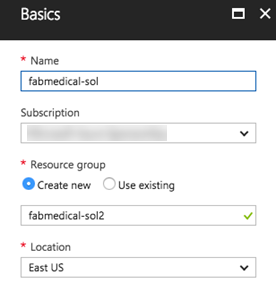 Basics
* Name
fabmedical-sol
Subscription
* Resource group
Create new Use existing
fabmedical-sol2
* Location
East US